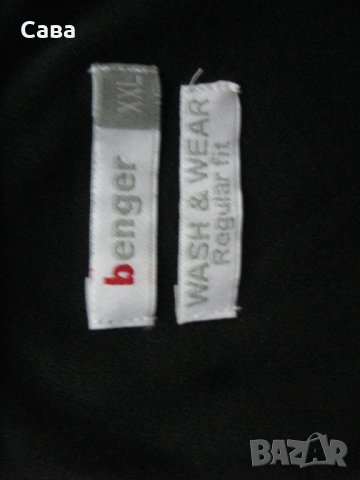 Сава
XXL
benger
WASH & WEAR
Regular fit
BAZAR